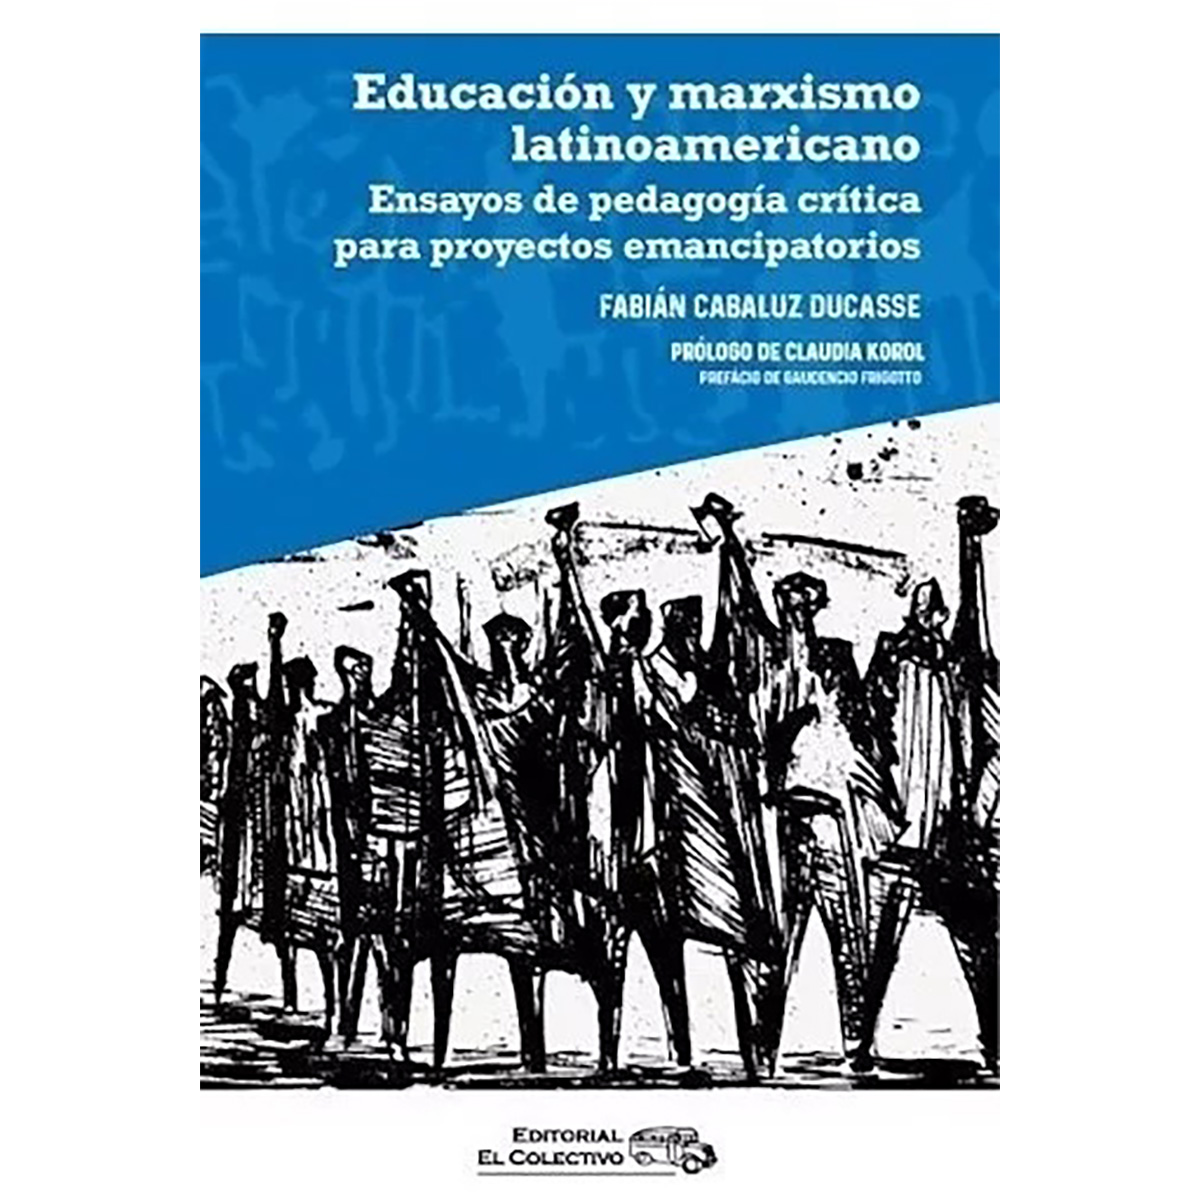 Educación y marxismo
latinoamericano
Ensayos de pedagogía crítica
para proyectos emancipatorios
FABIÁN CABALUZ DUCASSE
PRÓLOGO DE CLAUDIA KOROL
PREFÁCIO DE GAUDENCIO FRIGOTTO
EDITORIAL
EL COLECTIVO